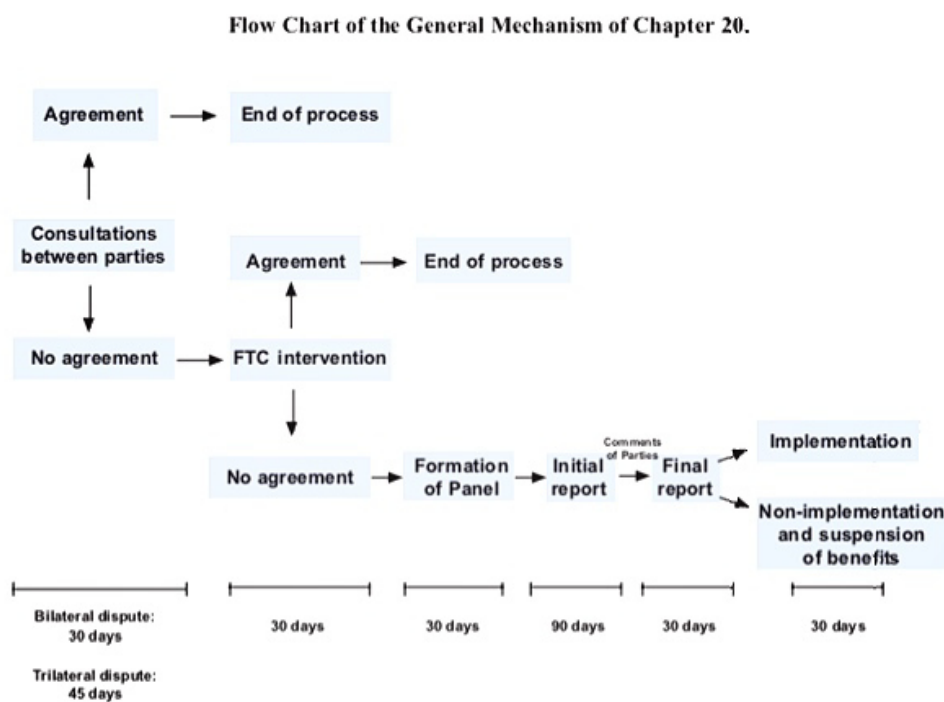 Flow Chart of the General Mechanism of Chapter 20.
Agreement
End of process
Consultations
between parties
Agreement
End of process
No agreement
FTC intervention
No agreement
Formation
of Panel
Initial
report
Comments
of Parties
Final
report
Implementation
Non-implementation
and suspension
of benefits
Bilateral dispute:
30 days
30 days
30 days
90 days
30 days
30 days
Trilateral dispute:
45 days